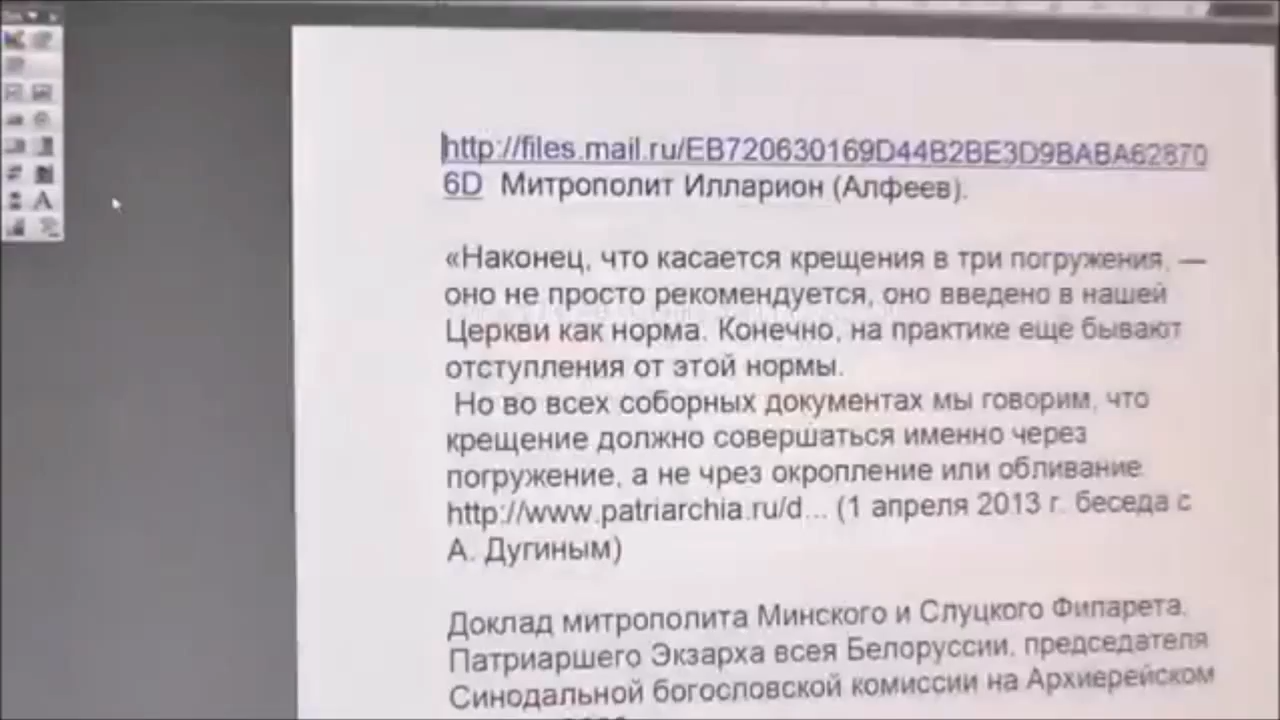 http://files.mail.ru/EB720630169D44B2BE3D9BABA62870
6D Митрополит Илларион (Алфеев).
«Наконец, что касается крещения в три погружения, —
оно не просто рекомендуется, оно введено в нашей
Церкви как норма. Конечно, на практике еще бывают
отступления от этой нормы.
Но во всех соборных документах мы говорим, что
крещение должно совершаться именно через
погружение, а не чрез окропление или обливание
http://www.patriarchia.ru/d... (1 апреля 2013 г. беседа с
А. Дугиным)
Доклад митрополита Минского и Слуцкого Филарета,
Патриаршего Экзарха всея Белоруссии, председателя
Синодальной богословской комиссии на Архиерейском